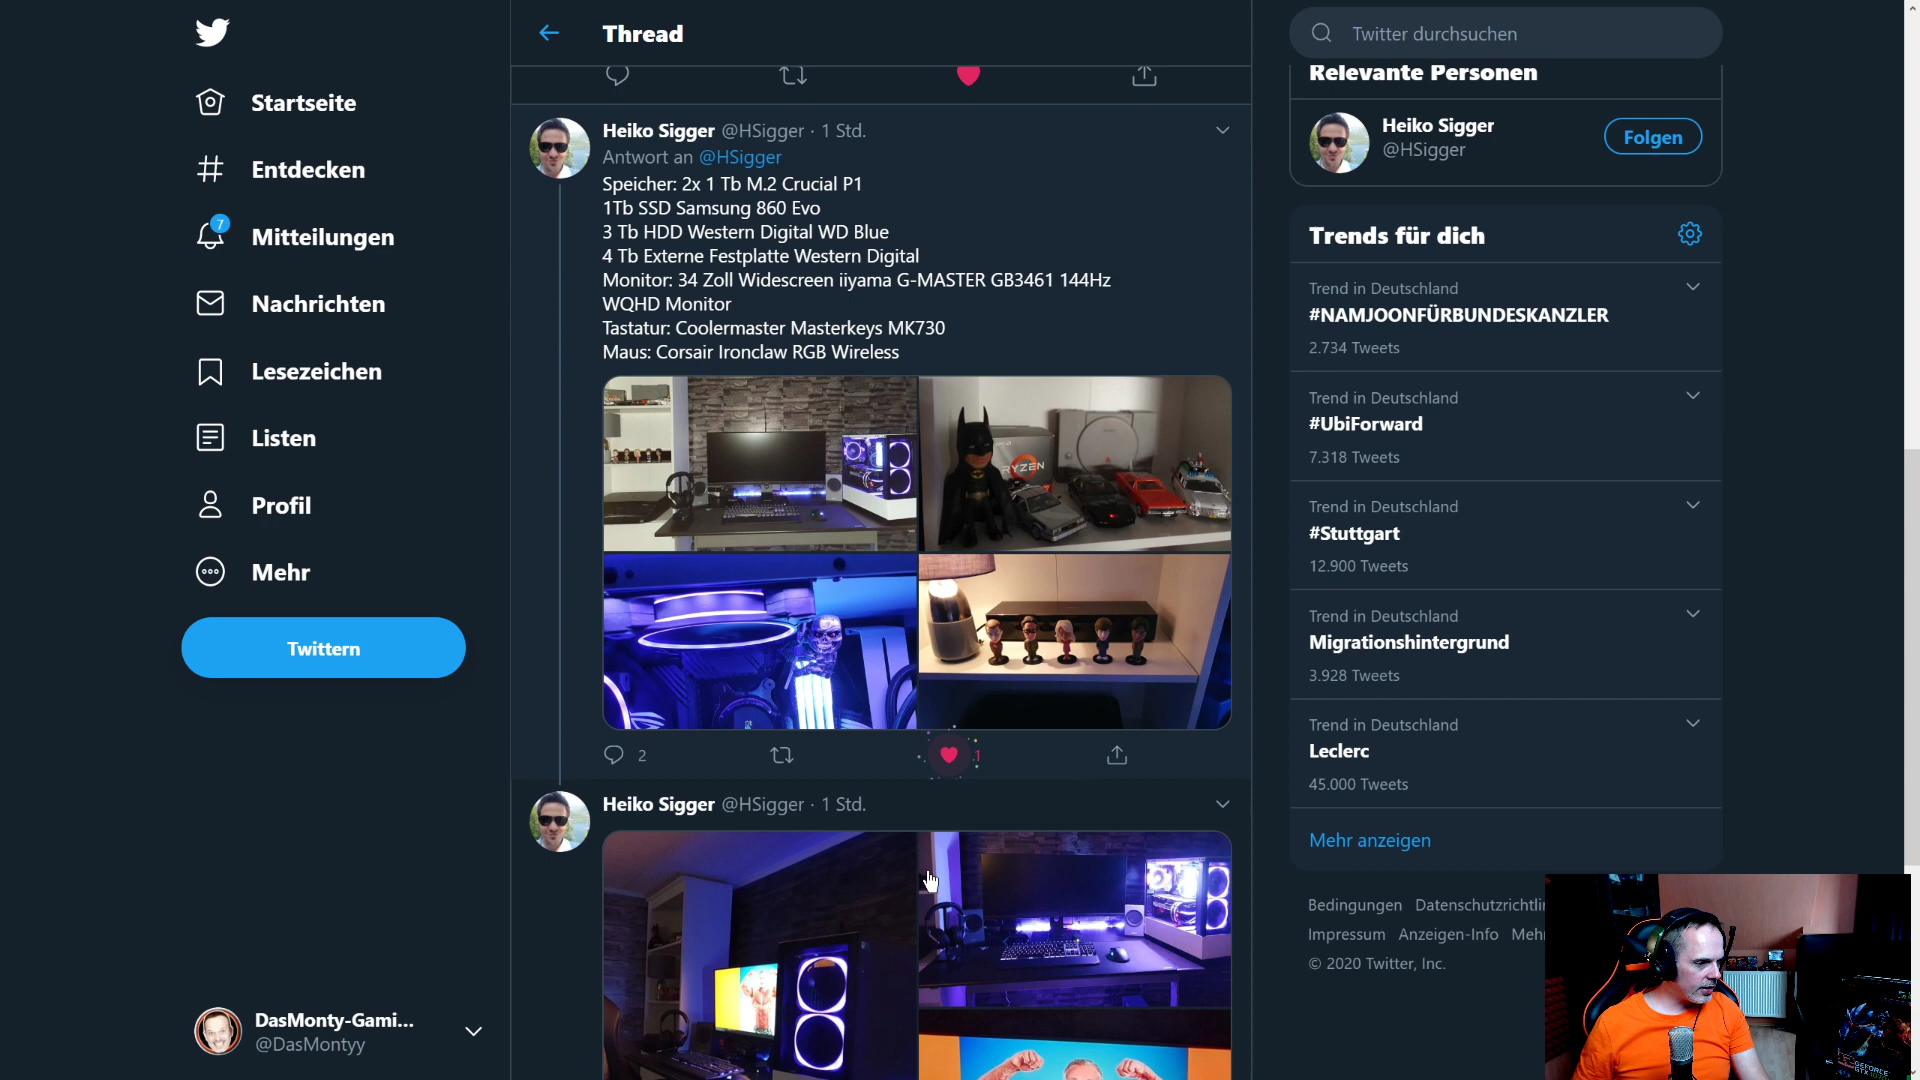 Startseite
Entdecken
7
Mitteilungen
Nachrichten
Lesezeichen
Listen
Profil
Mehr
Twittern
DasMonty-Gami...
@DasMontyy
Thread
Heiko Sigger @HSigger · 1 Std.
Antwort an @HSigger
Speicher: 2x 1 Tb M.2 Crucial P1
1Tb SSD Samsung 860 Evo
3 Tb HDD Western Digital WD Blue
4 Tb Externe Festplatte Western Digital
Monitor: 34 Zoll Widescreen iiyama G-MASTER GB3461 144Hz
WQHD Monitor
Tastatur: Coolermaster Masterkeys MK730
Maus: Corsair Ironclaw RGB Wireless
RYZEN
2
1
Heiko Sigger @HSigger · 1 Std.
Twitter durchsuchen
Relevante Personen
Heiko Sigger
@HSigger
Folgen
Trends für dich
Trend in Deutschland
#NAMJOONFÜRBUNDESKANZLER
2.734 Tweets
Trend in Deutschland
#UbiForward
7.318 Tweets
Trend in Deutschland
#Stuttgart
12.900 Tweets
Trend in Deutschland
Migrationshintergrund
3.928 Tweets
Trend in Deutschland
Leclerc
45.000 Tweets
Mehr anzeigen
Bedingungen Datenschutzrichtlin
Impressum Anzeigen-Info Mehr
© 2020 Twitter, Inc.
GEFORCE